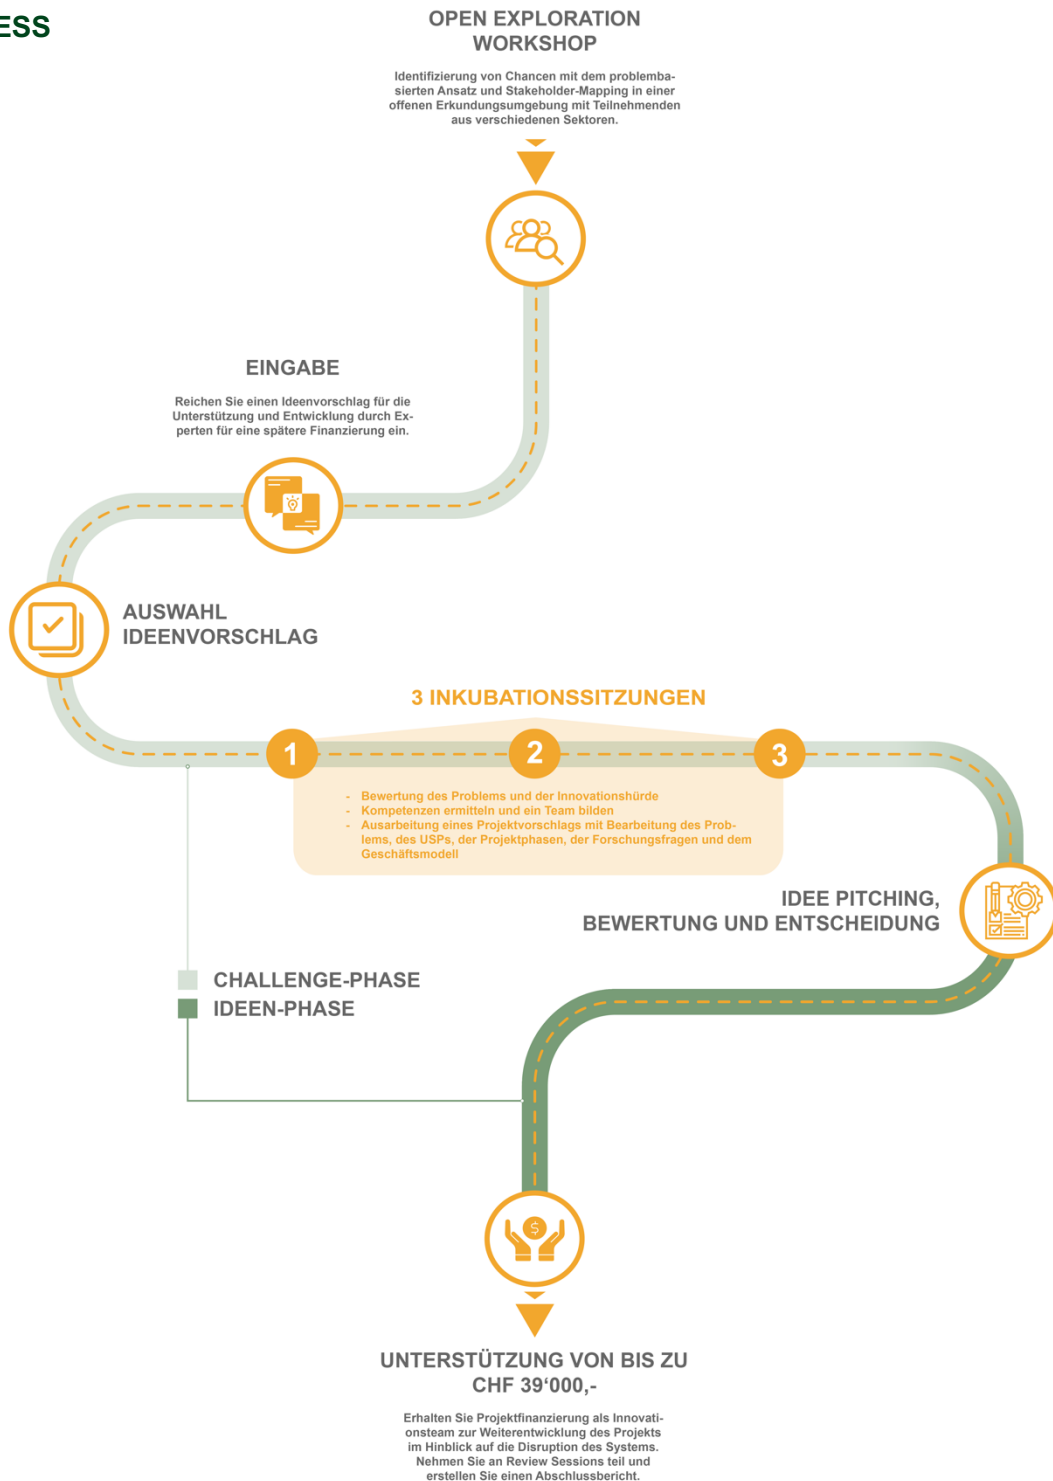 ESS
OPEN EXPLORATION
WORKSHOP
Identifizierung von Chancen mit dem problemba-
sierten Ansatz und Stakeholder-Mapping in einer
offenen Erkundungsumgebung mit Teilnehmenden
aus verschiedenen Sektoren.
EINGABE
Reichen Sie einen Ideenvorschlag für die
Unterstützung und Entwicklung durch Ex-
perten für eine spätere Finanzierung ein.
AUSWAHL
IDEENVORSCHLAG
3 INKUBATIONSSITZUNGEN
1
2
3
- Bewertung des Problems und der Innovationshürde
- Kompetenzen ermitteln und ein Team bilden
- Ausarbeitung eines Projektvorschlags mit Bearbeitung des Prob-
lems, des USPs, der Projektphasen, der Forschungsfragen und dem
Geschäftsmodell
IDEE PITCHING,
BEWERTUNG UND ENTSCHEIDUNG
CHALLENGE-PHASE
IDEEN-PHASE
$
UNTERSTÜTZUNG VON BIS ZU
CHF 39‘000,-
Erhalten Sie Projektfinanzierung als Innovati-
onsteam zur Weiterentwicklung des Projekts
im Hinblick auf die Disruption des Systems.
Nehmen Sie an Review Sessions teil und
erstellen Sie einen Abschlussbericht.